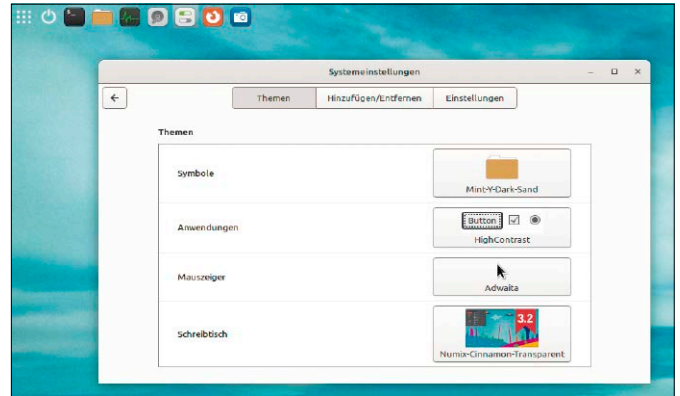 Systemeinstellungen
Themen Hinzufügen/Entfernen Einstellungen
Themen
Symbole
Mint-Y-Dark-Sand
Anwendungen
Button
HighContrast
Mauszeiger
Adwaita
Schreibtisch
3.2
Numix-Cinnamon-Transparent